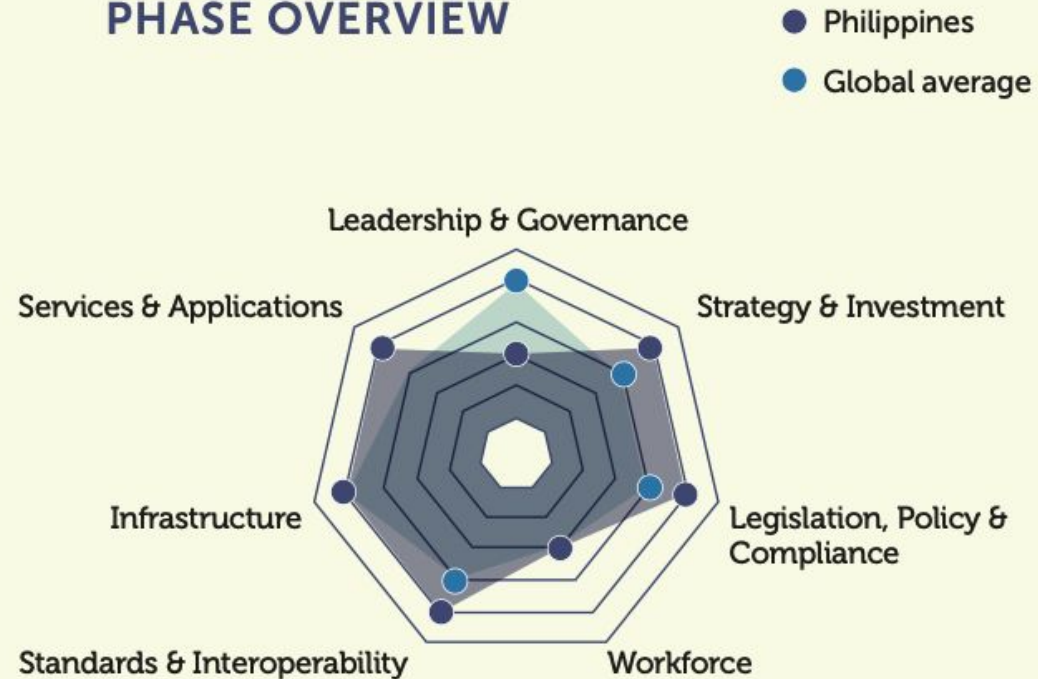 PHASE OVERVIEW
Philippines
Global average
Leadership & Governance
Services & Applications
Strategy & Investment
Infrastructure
Legislation, Policy &
Compliance
Standards & Interoperability
Workforce